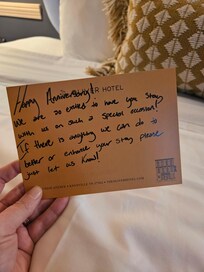 Happy Anniversary!
HOTEL
We are so excited to have you stay
with us on such a special occasion!
If there is anything we can do to
better or enhance your stay please
just let us know!